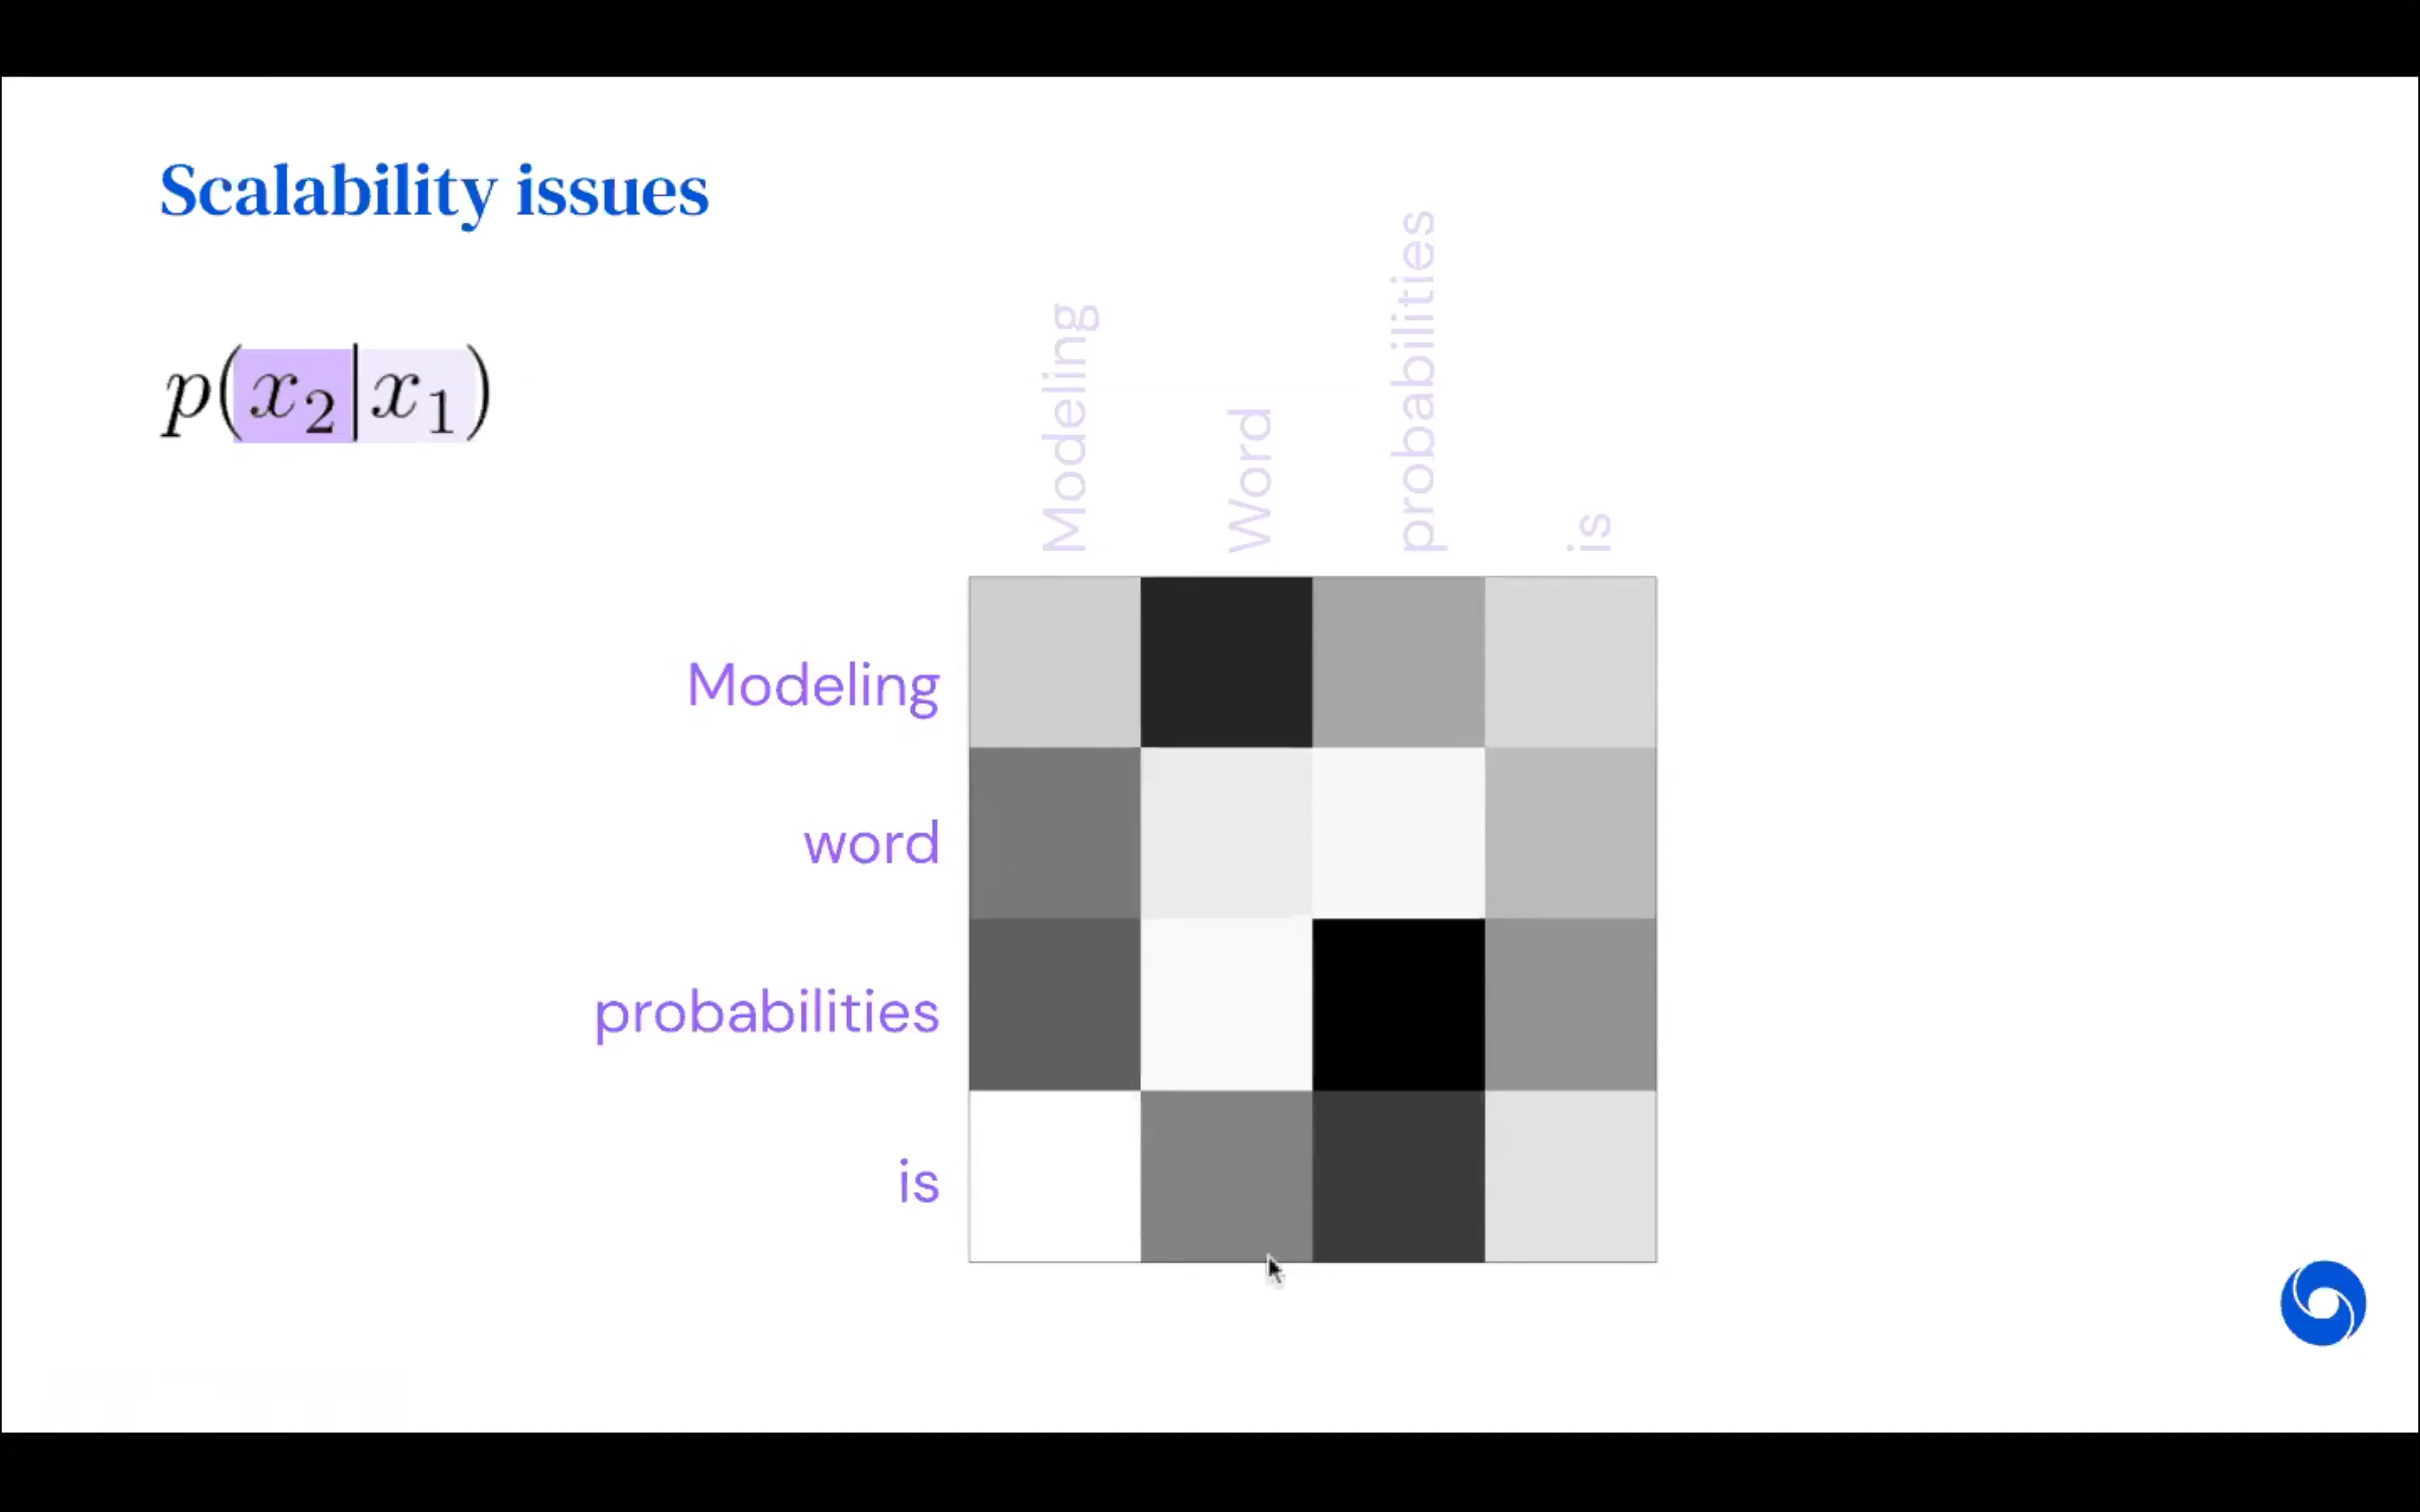 Scalability issues
p(x₂|x₁)
Modeling
Word
probabilities
is
Modeling
word
probabilities
is